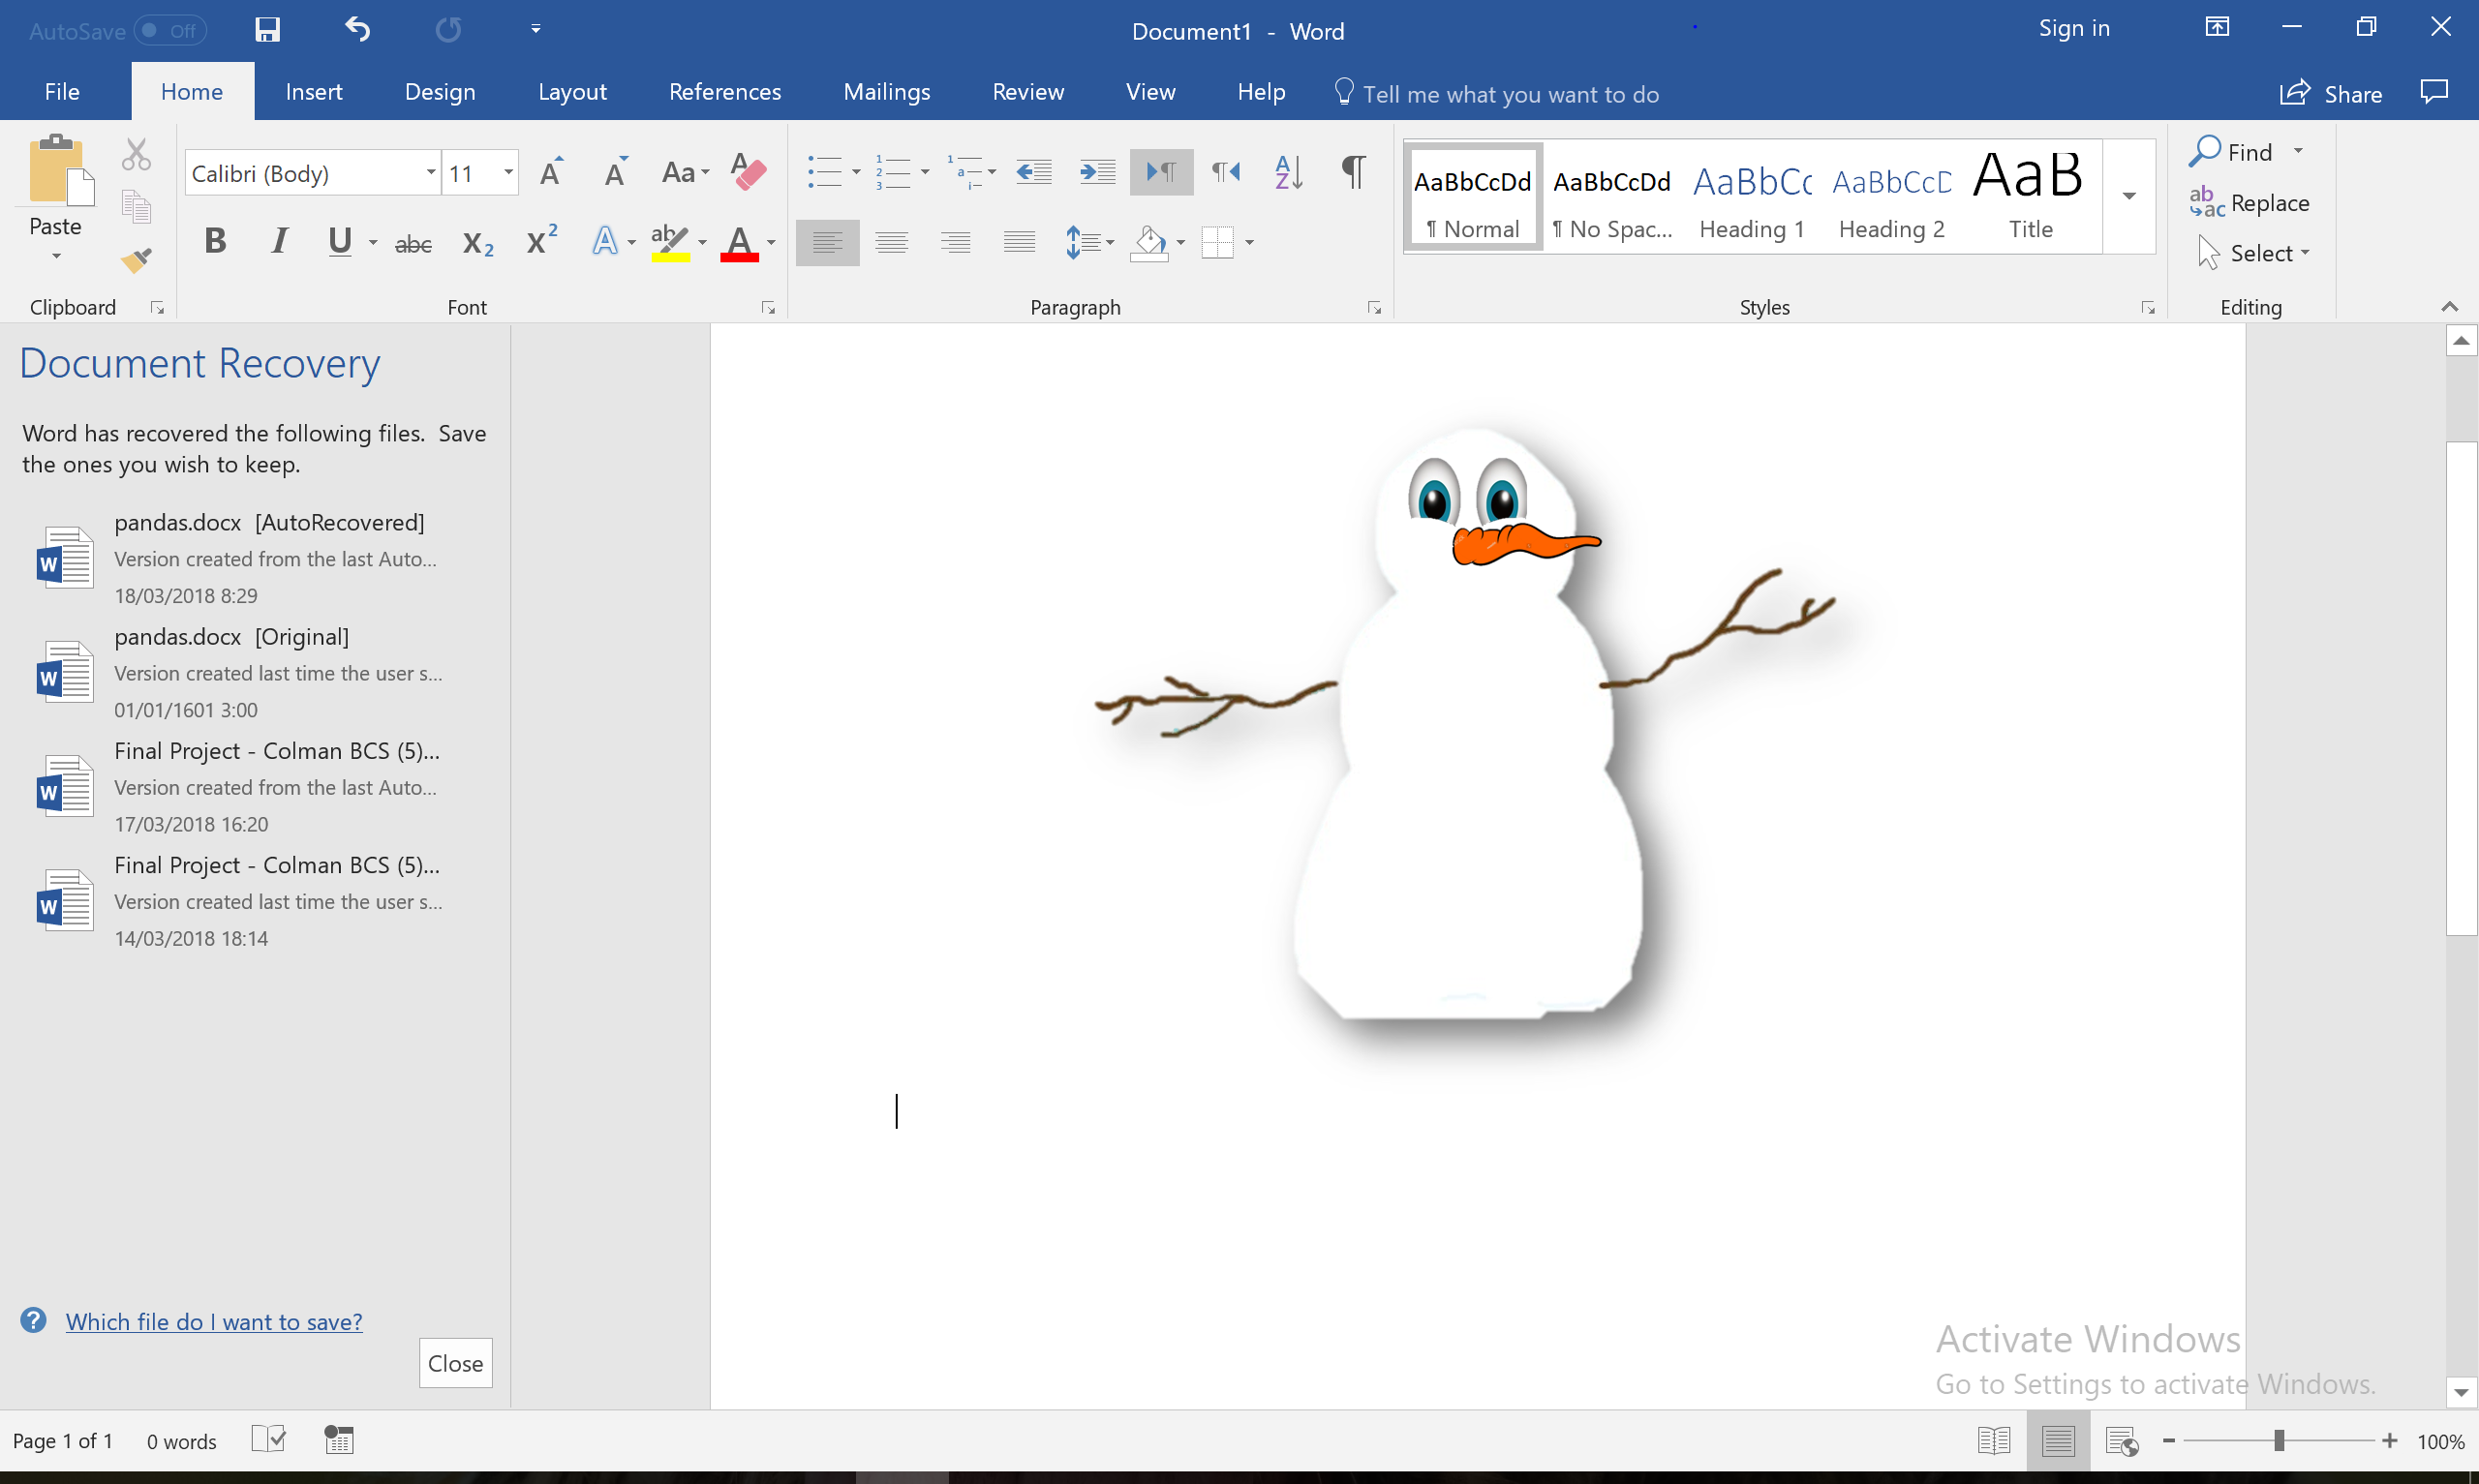 AutoSave Off
Document1 - Word
Sign in
File Home Insert Design Layout References Mailings Review View Help Tell me what you want to do
Share
Paste
Clipboard
Calibri (Body) 11
Aa
B I U abc X2 X2 A ab A
Font
Paragraph
AaBbCcDd AaBbCcDd AaBbCc AaBbCcD AaB
¶ Normal ¶ No Spac... Heading 1 Heading 2 Title
Styles
Find
Replace
Select
Editing
Document Recovery
Word has recovered the following files. Save
the ones you wish to keep.
pandas.docx [AutoRecovered]
Version created from the last Auto...
18/03/2018 8:29
pandas.docx [Original]
Version created last time the user s...
01/01/1601 3:00
Final Project - Colman BCS (5)...
Version created from the last Auto...
17/03/2018 16:20
Final Project - Colman BCS (5)...
Version created last time the user s...
14/03/2018 18:14
Which file do I want to save?
Close
Activate Windows
Go to Settings to activate Windows.
Page 1 of 1 0 words
100%